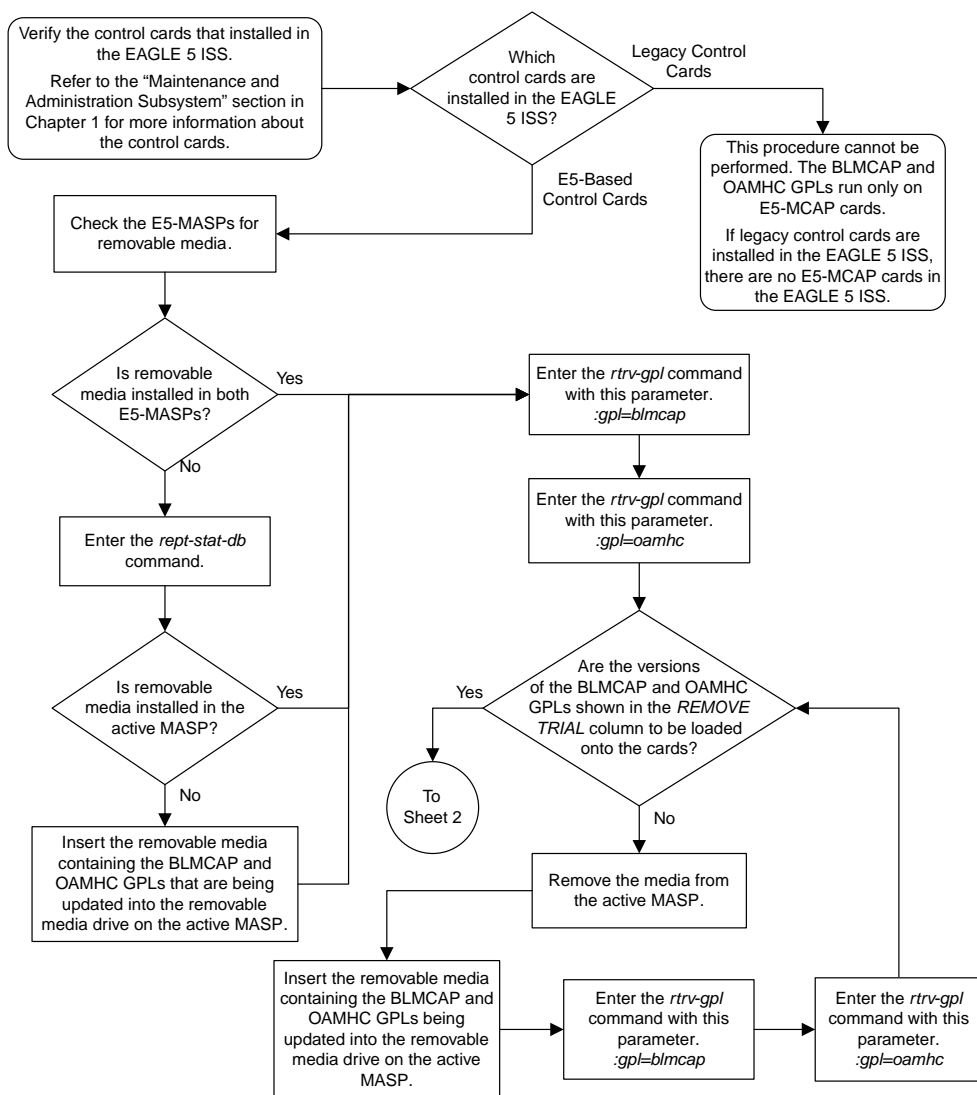 Verify the control cards that installed in
the EAGLE 5 ISS.
Refer to the “Maintenance and
Administration Subsystem” section in
Chapter 1 for more information about
the control cards.
Which
control cards are
installed in the EAGLE
5 ISS?
Legacy Control
Cards
This procedure cannot be
performed. The BLMCAP and
OAMHC GPLs run only on
E5-MCAP cards.
If legacy control cards are
installed in the EAGLE 5 ISS,
there are no E5-MCAP cards in
the EAGLE 5 ISS.
E5-Based
Control Cards
Check the E5-MASPs for
removable media.
Is removable
media installed in both
E5-MASPs?
Yes
No
Enter the rept-stat-db
command.
Is removable
media installed in the
active MASP?
Yes
No
Insert the removable media
containing the BLMCAP and
OAMHC GPLs that are being
updated into the removable
media drive on the active MASP.
Enter the rtrv-gpl command
with this parameter.
:gpl=blmcap
Enter the rtrv-gpl command
with this parameter.
:gpl=oamhc
Are the versions
of the BLMCAP and OAMHC
GPLs shown in the REMOVE
TRIAL column to be loaded
onto the cards?
Yes
To
Sheet 2
No
Remove the media from
the active MASP.
Insert the removable media
containing the BLMCAP and
OAMHC GPLs being
updated into the removable
media drive on the active
MASP.
Enter the rtrv-gpl
command with this
parameter.
:gpl=blmcap
Enter the rtrv-gpl
command with this
parameter.
:gpl=oamhc